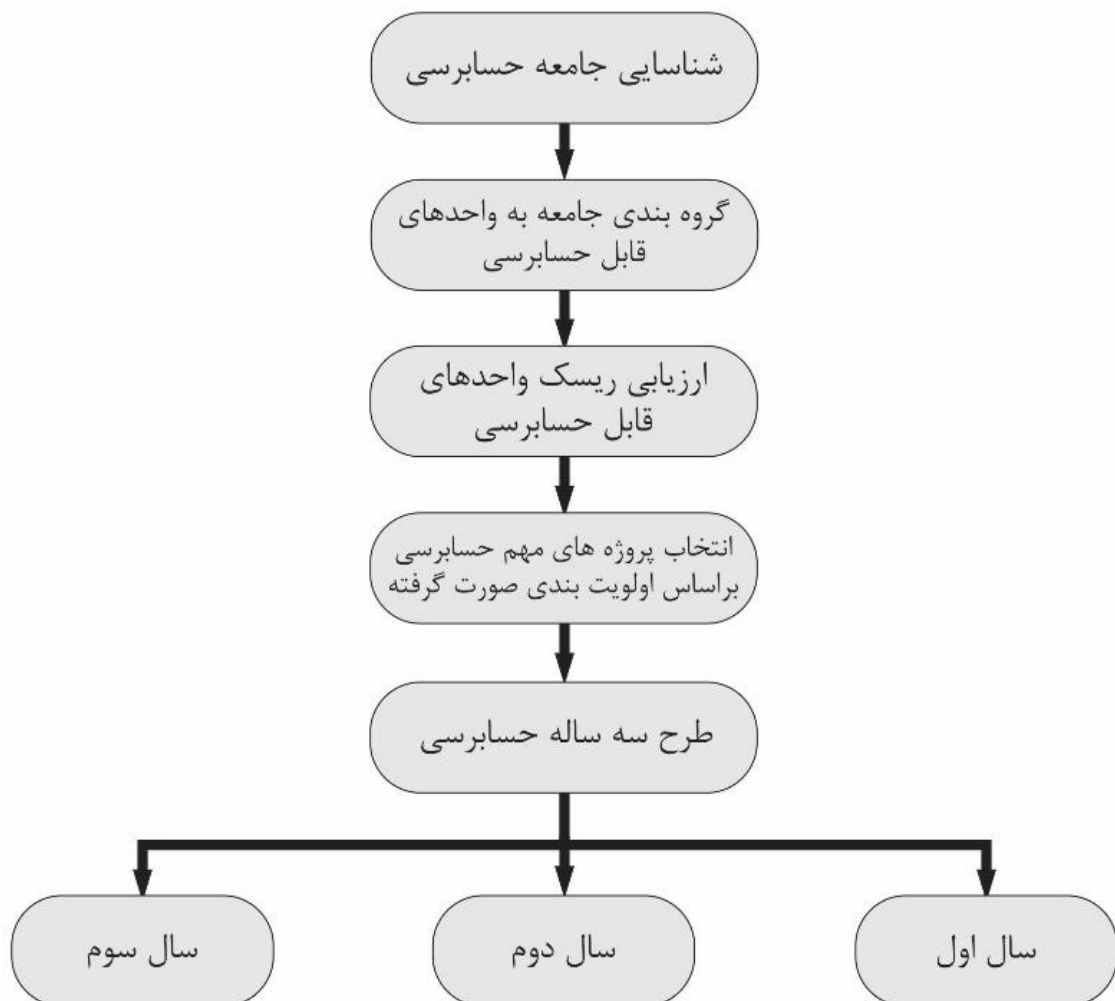 شناسایی جامعه حسابرسی
گروه بندی جامعه به واحدهای
قابل حسابرسی
ارزیابی ریسک واحدهای
قابل حسابرسی
انتخاب پروژه های مهم حسابرسی
براساس اولویت بندی صورت گرفته
طرح سه ساله حسابرسی
سال اول
سال دوم
سال سوم